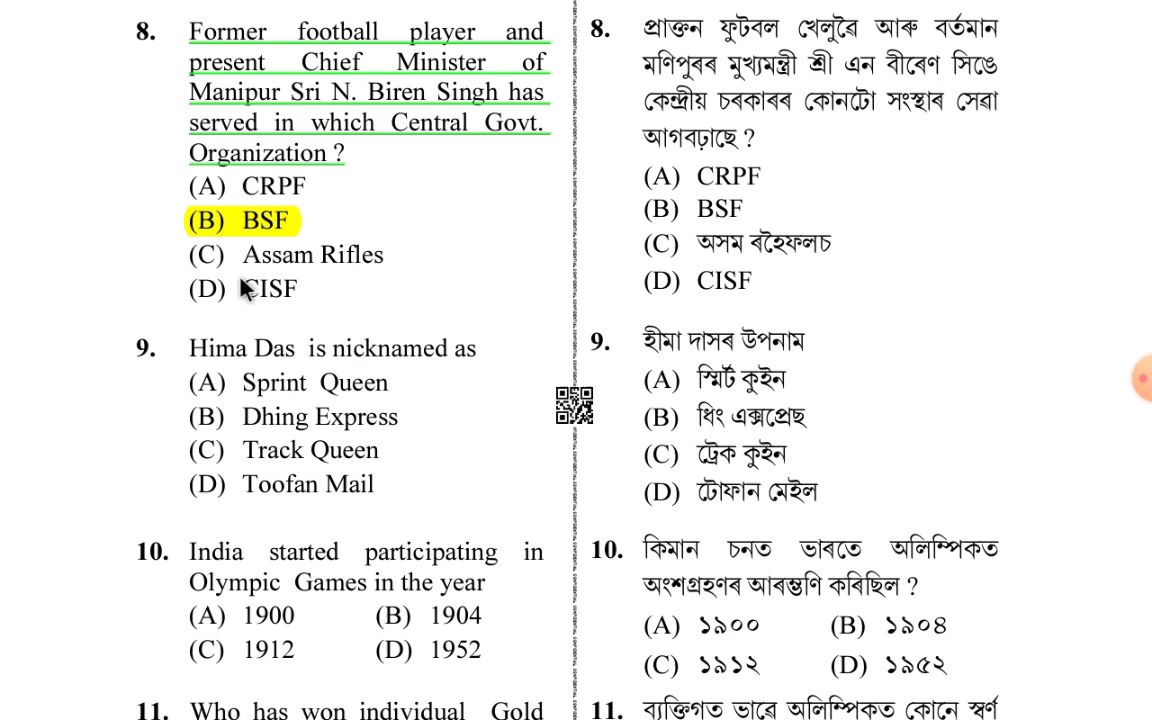 8. Former football player and
present Chief Minister of
Manipur Sri N. Biren Singh has
served in which Central Govt.
Organization ?
(A) CRPF
(B) BSF
(C) Assam Rifles
(D) CISF
9. Hima Das is nicknamed as
(A) Sprint Queen
(B) Dhing Express
(C) Track Queen
(D) Toofan Mail
10. India started participating in
Olympic Games in the year
(A) 1900 (B) 1904
(C) 1912 (D) 1952
11. Who has won individual Gold
8. প্ৰাক্তন ফুটবল খেলুৱৈ আৰু বৰ্তমান
মণিপুৰৰ মুখ্যমন্ত্ৰী শ্ৰী এন বীৰেণ সিঙে
কেন্দ্ৰীয় চৰকাৰৰ কোনটো সংস্থাৰ সেৱা
আগবঢ়াছে ?
(A) CRPF
(B) BSF
(C) অসম ৰাইফলচ
(D) CISF
9. হীমা দাসৰ উপনাম
(A) স্প্ৰিৰ্ট কুইন
(B) ধিং এক্সপ্ৰেছ
(C) ট্ৰেক কুইন
(D) টোফান মেইল
10. কিমান চনত ভাৰতে অলিম্পিকত
অংশগ্ৰহণৰ আৰম্ভণি কৰিছিল ?
(A) ১৯০০ (B) ১৯০৪
(C) ১৯১২ (D) ১৯৫২
11. ব্যক্তিগত ভাৱে অলিম্পিকত কোনে স্বৰ্ণ